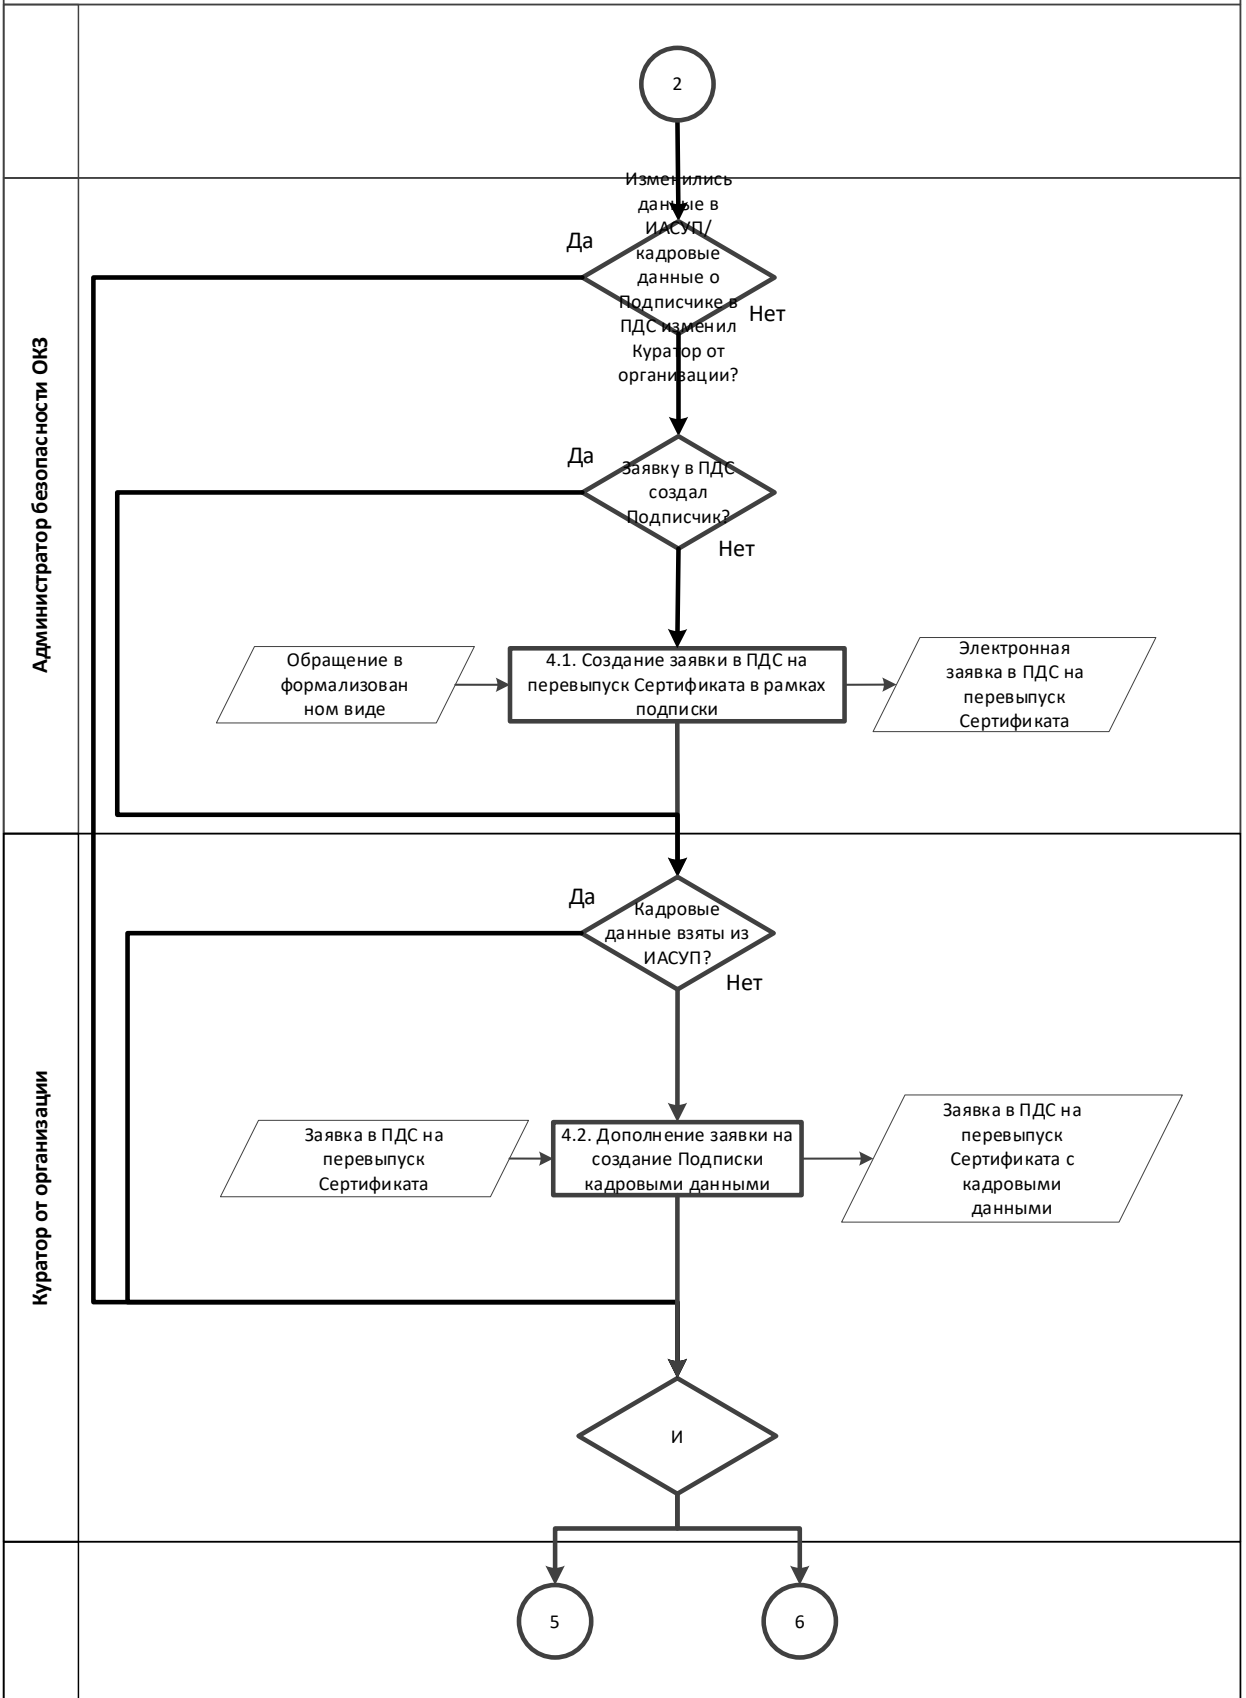 2
Изменились
данные в
ИАСУП/
кадровые
данные о
Подписчике в
ПДС изменил
Куратор от
организации?
Да
Нет
Администратор безопасности ОКЗ
Да
Заявку в ПДС
создал
Подписчик?
Нет
Обращение в
формализован
ном виде
4.1. Создание заявки в ПДС на
перевыпуск Сертификата в рамках
подписки
Электронная
заявка в ПДС на
перевыпуск
Сертификата
Да
Кадровые
данные взяты из
ИАСУП?
Нет
Куратор от организации
Заявка в ПДС на
перевыпуск
Сертификата
4.2. Дополнение заявки на
создание Подписки
кадровыми данными
Заявка в ПДС на
перевыпуск
Сертификата с
кадровыми
данными
И
5
6